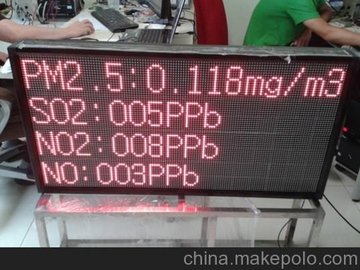 PM2.5:0.118mg/m3
SO2:005PPb
NO2:008PPb
NO:003PPb
china.makepolo.com